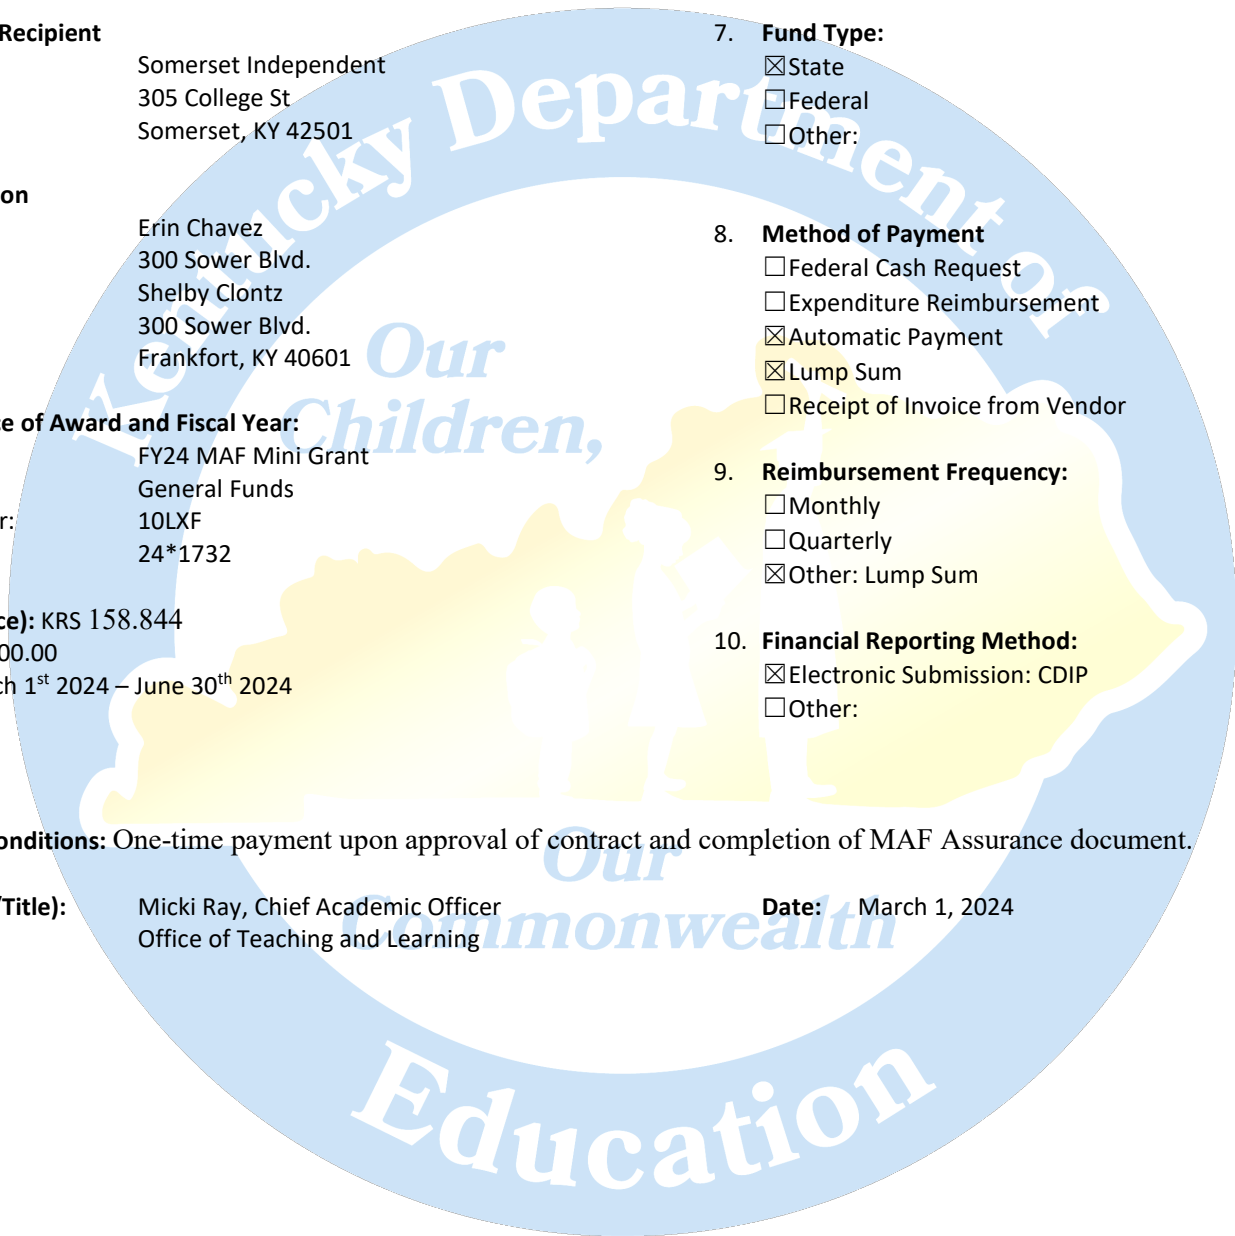 Recipient
Somerset Independent
305 College St
Somerset, KY 42501
on
Erin Chavez
300 Sower Blvd.
Shelby Clontz
300 Sower Blvd.
Frankfort, KY 40601
ce of Award and Fiscal Year:
FY24 MAF Mini Grant
General Funds
r: 10LXF
24*1732
ce): KRS 158.844
00.00
ch 1st 2024 – June 30th 2024
7. Fund Type:
☒State
☐Federal
☐Other:
8. Method of Payment
☐Federal Cash Request
☐Expenditure Reimbursement
☒Automatic Payment
☒Lump Sum
☐Receipt of Invoice from Vendor
9. Reimbursement Frequency:
☐Monthly
☐Quarterly
☒Other: Lump Sum
10. Financial Reporting Method:
☒Electronic Submission: CDIP
☐Other:
onditions: One-time payment upon approval of contract and completion of MAF Assurance document.
/Title): Micki Ray, Chief Academic Officer Date: March 1, 2024
Office of Teaching and Learning
Kentucky Department of
Education
Our
Children,
Our
Commonwealth